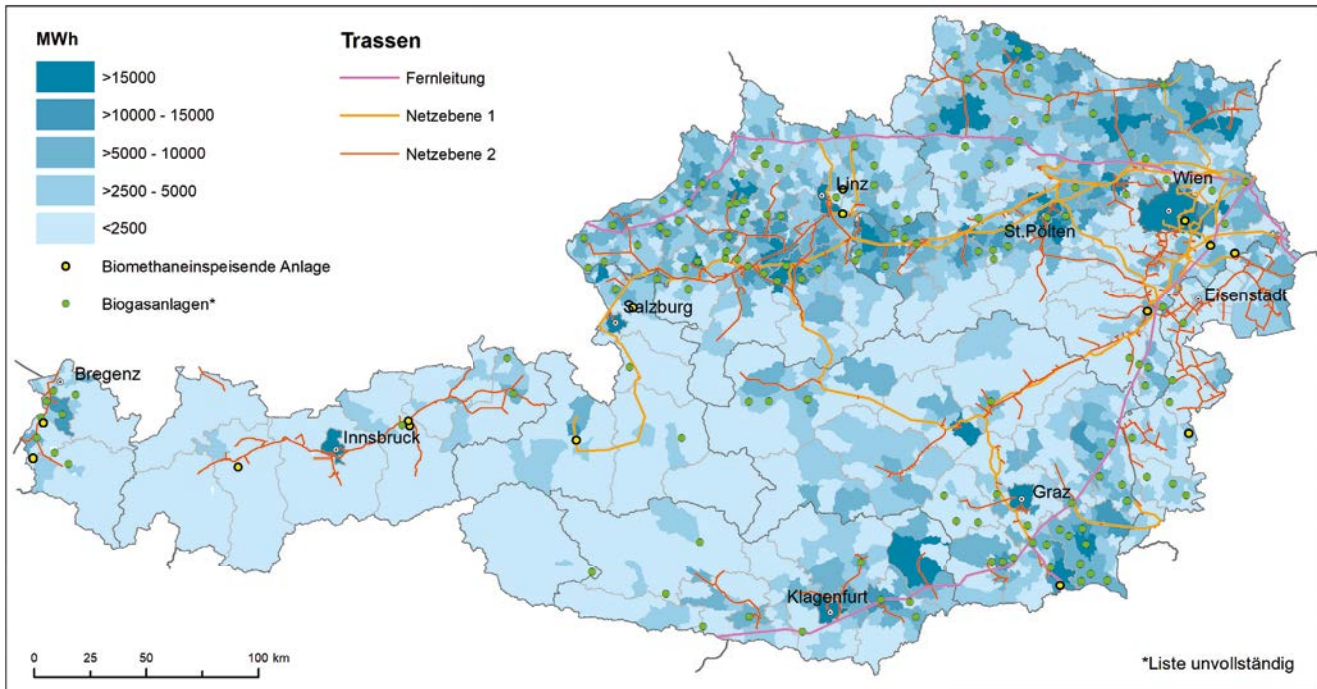 MWh
>15000
>10000 - 15000
>5000 - 10000
>2500 - 5000
<2500
Biomethaneinspeisende Anlage
Biogasanlagen*
Trassen
Fernleitung
Netzebene 1
Netzebene 2
Linz
Wien
St.Pölten
Eisenstadt
Salzburg
Bregenz
Innsbruck
Graz
Klagenfurt
0 25 50 100 km
*Liste unvollständig